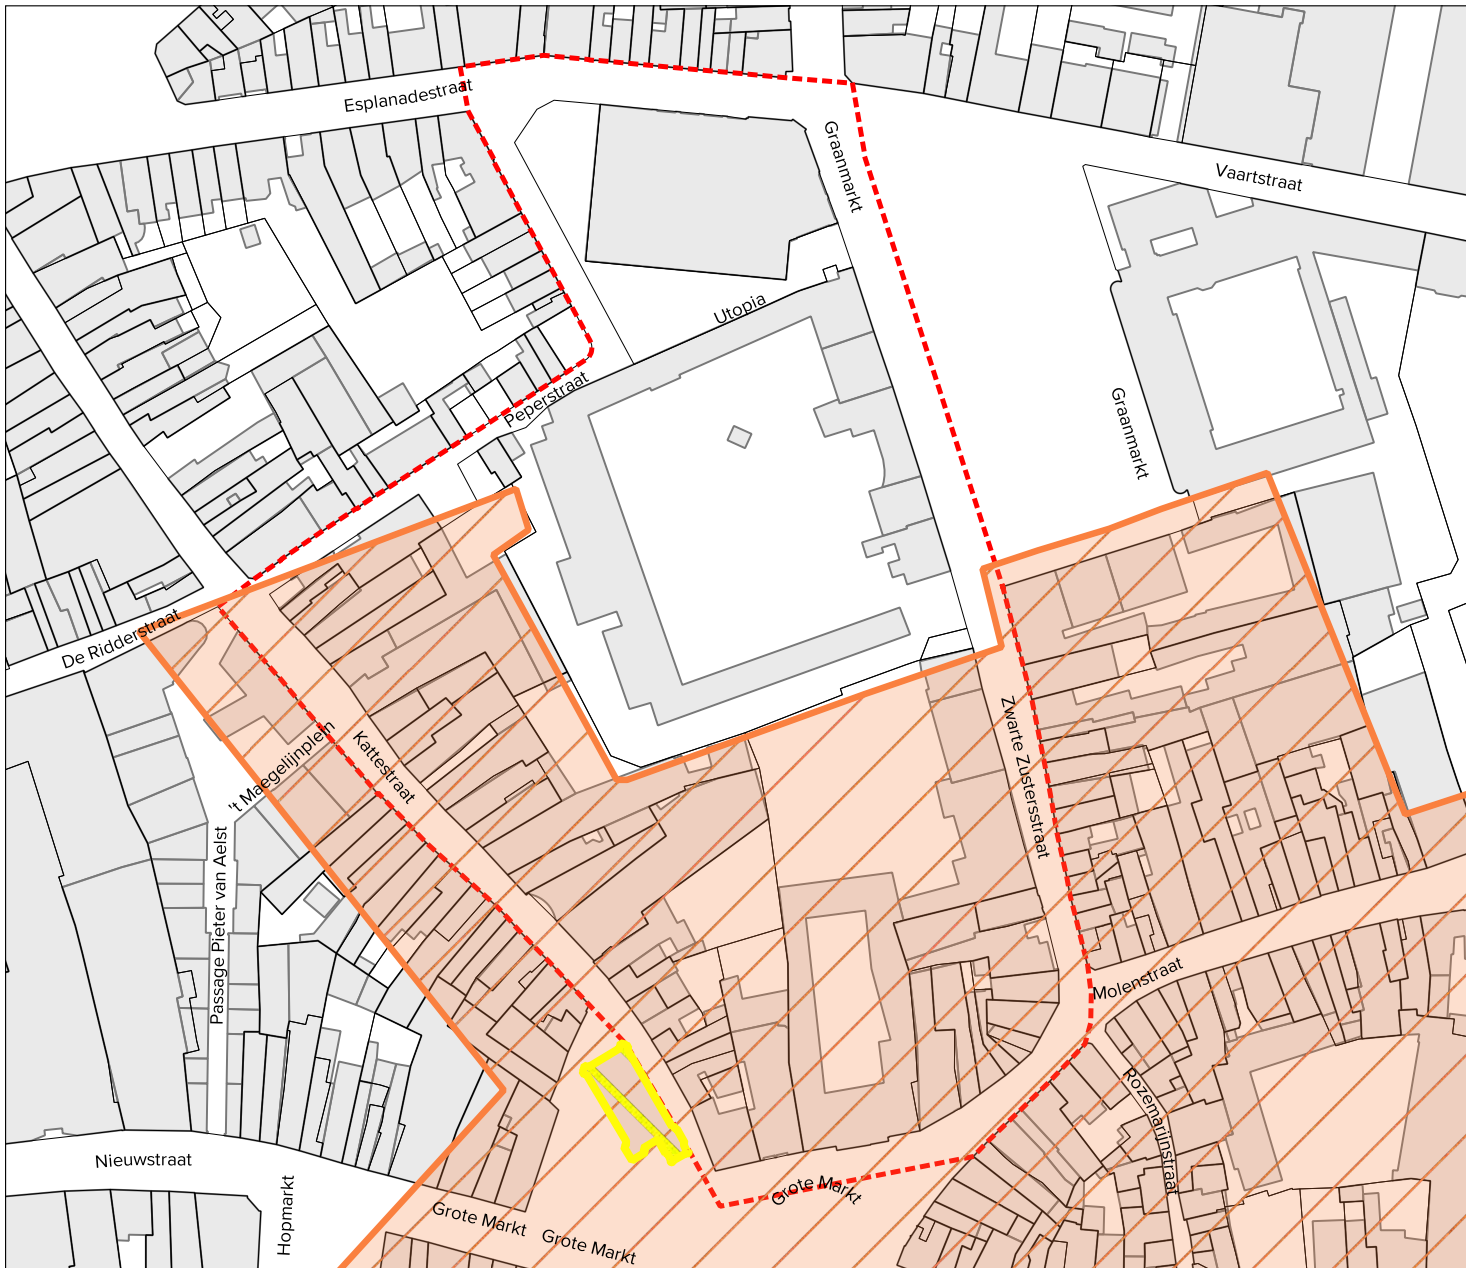 Esplanadestraat
Graanmarkt
Vaartstraat
Utopia
Peperstraat
Graanmarkt
De Ridderstraat
't Maegelijnplein
Kattestraat
Zwarte Zustersstraat
Passage Pieter van Aelst
Molenstraat
Rozemarijnstraat
Nieuwstraat
Hopmarkt
Grote Markt
Grote Markt
Grote Markt